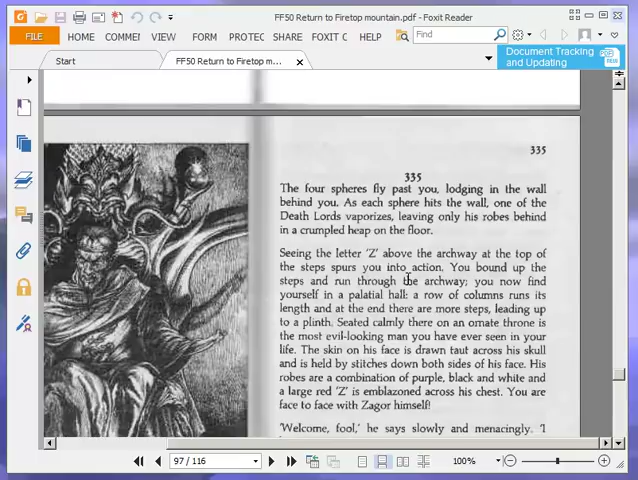 FF50 Return to Firetop mountain.pdf - Foxit Reader
FILE HOME COMMEI VIEW FORM PROTEC SHARE FOXIT C HELP Find
Document Tracking
and Updating
Start FF50 Return to Firetop m...
335
335
The four spheres fly past you, lodging in the wall
behind you. As each sphere hits the wall, one of the
Death Lords vaporizes, leaving only his robes behind
in a crumpled heap on the floor.
Seeing the letter 'Z' above the archway at the top of
the steps spurs you into action. You bound up the
steps and run through the archway; you now find
yourself in a palatial hall: a row of columns runs its
length and at the end there are more steps, leading up
to a plinth. Seated calmly there on an ornate throne is
the most evil-looking man you have ever seen in your
life. The skin on his face is drawn taut across his skull
and is held by stitches down both sides of his face. His
robes are a combination of purple, black and white and
a large red 'Z' is emblazoned across his chest. You are
face to face with Zagor himself!
'Welcome, fool,' he says slowly and menacingly. 'I
97 / 116
100%